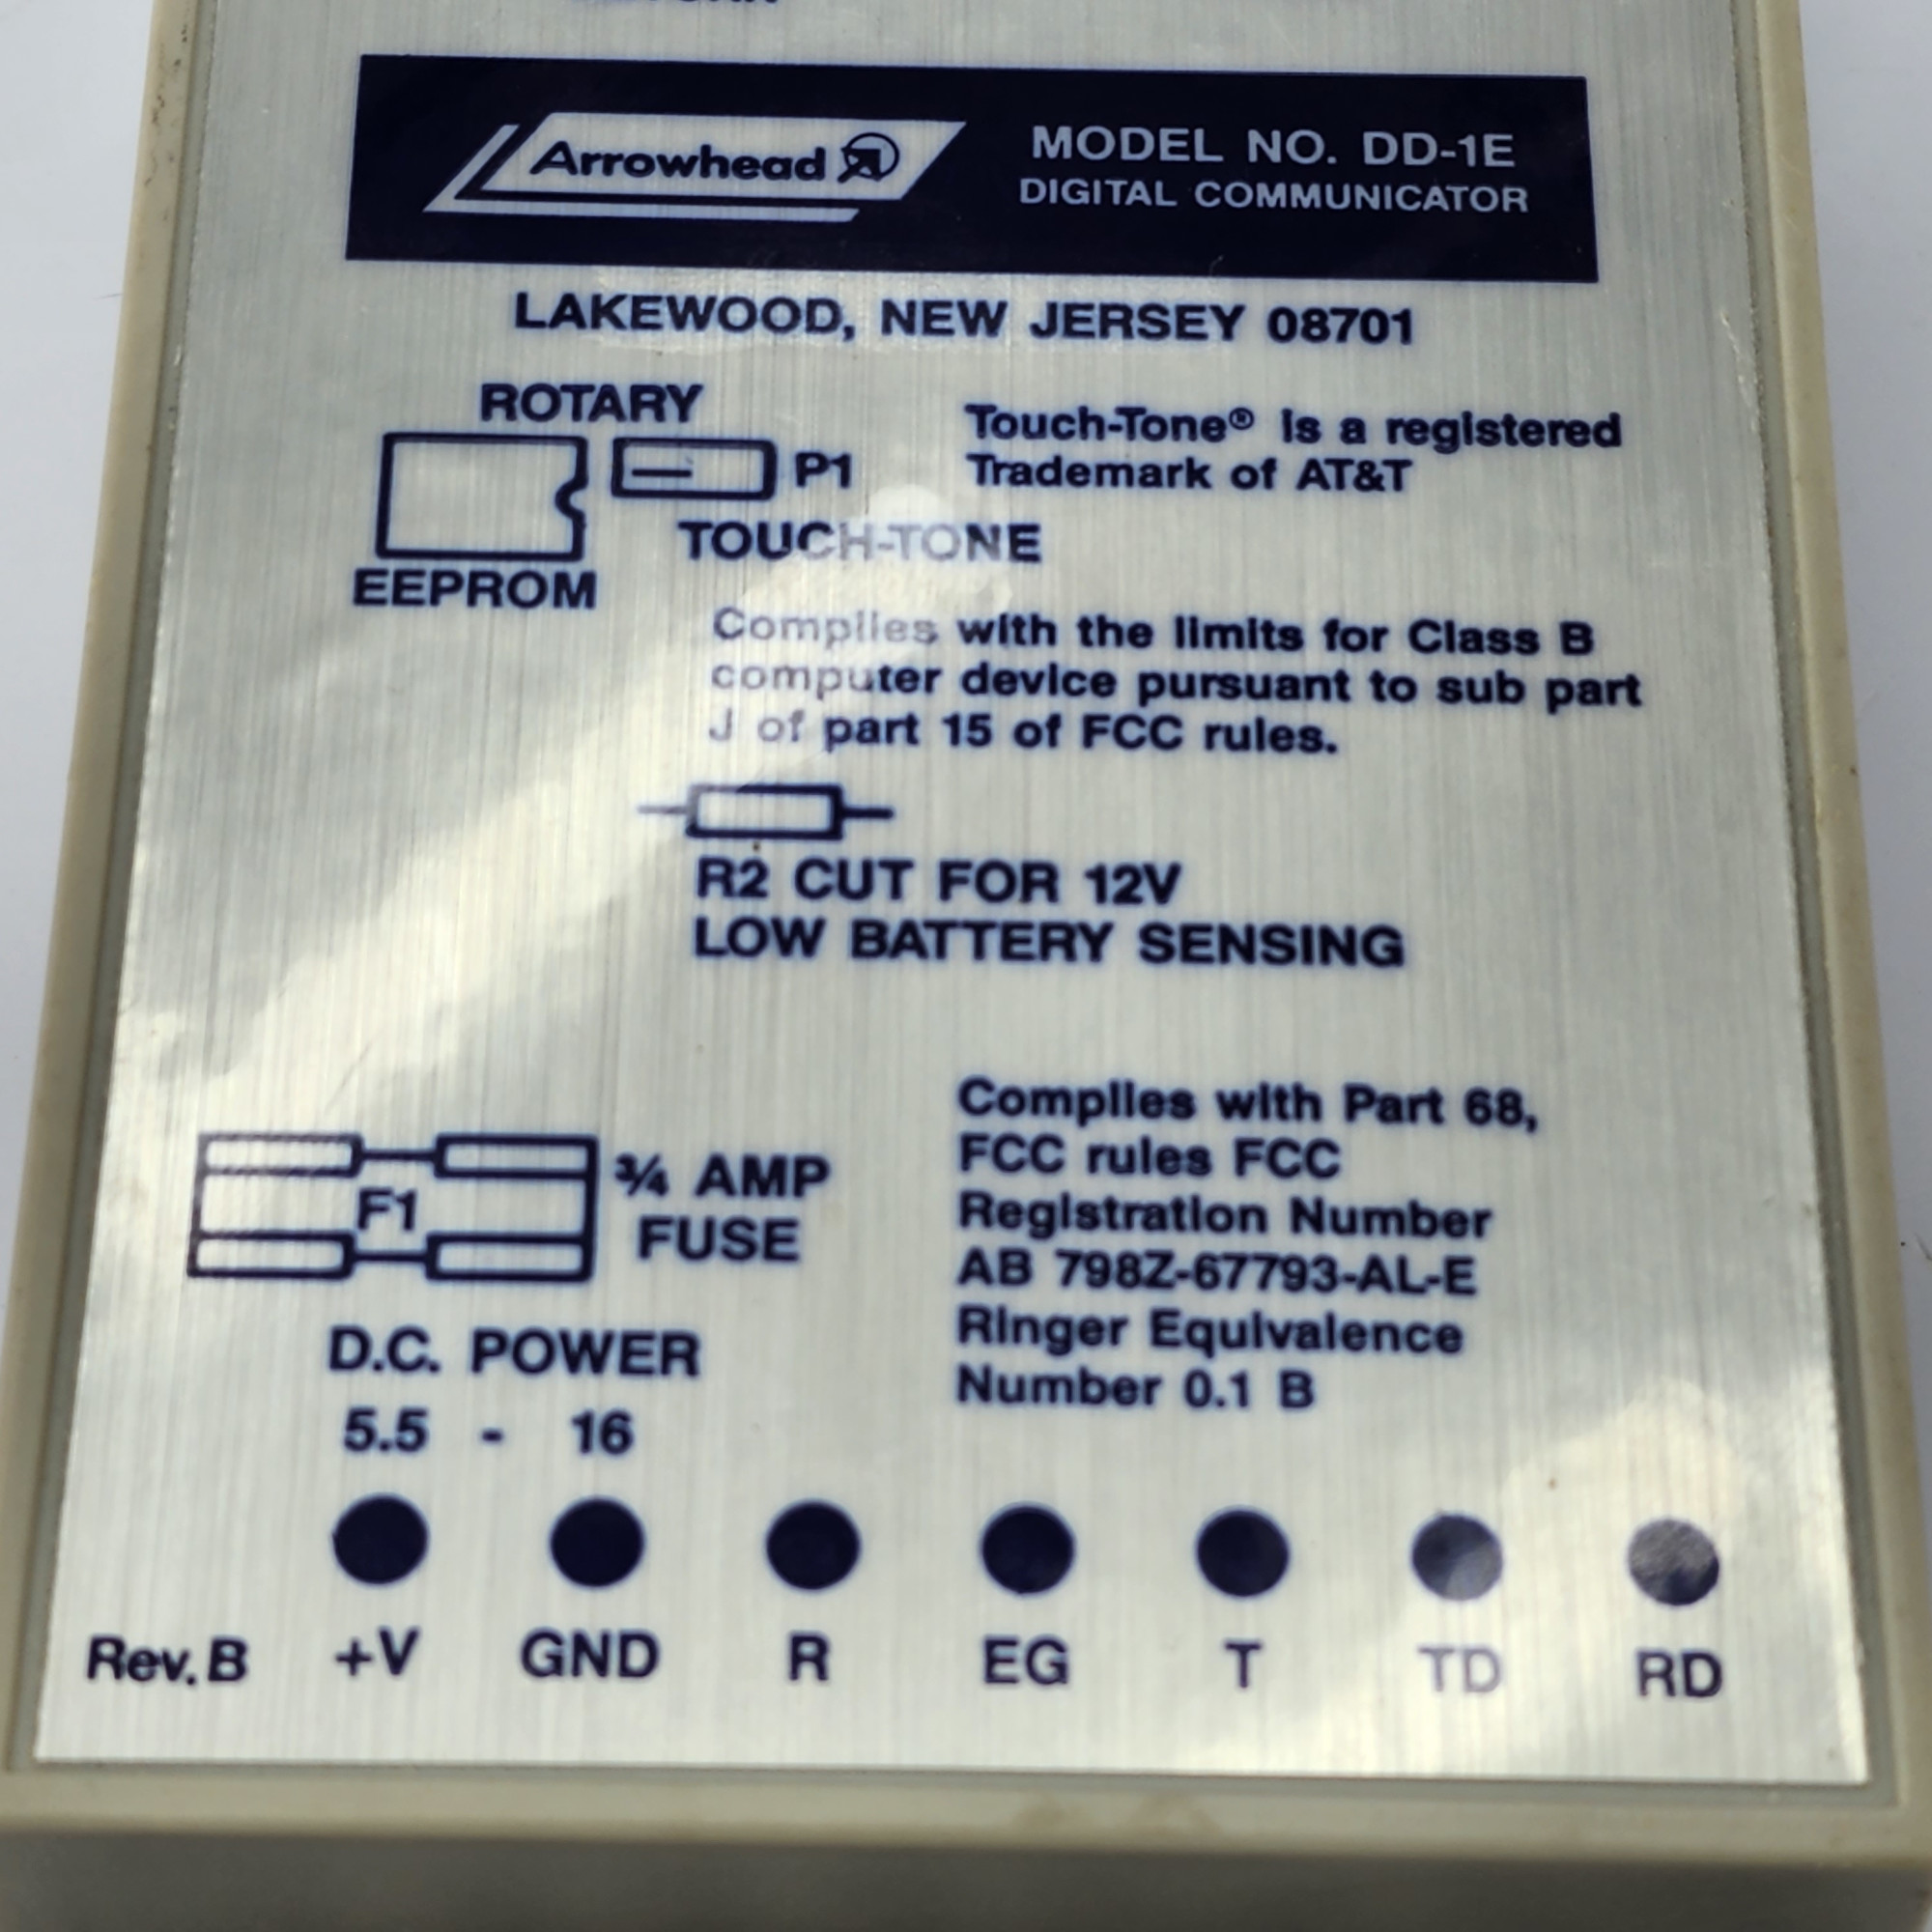 Arrowhead
MODEL NO. DD-1E
DIGITAL COMMUNICATOR
LAKEWOOD, NEW JERSEY 08701
ROTARY
P1
TOUCH-TONE
EEPROM
Touch-Tone® is a registered
Trademark of AT&T
Complies with the limits for Class B
computer device pursuant to sub part
J of part 15 of FCC rules.
R2 CUT FOR 12V
LOW BATTERY SENSING
F1
¾ AMP
FUSE
Complies with Part 68,
FCC rules FCC
Registration Number
AB 798Z-67793-AL-E
Ringer Equivalence
Number 0.1 B
D.C. POWER
5.5 - 16
Rev. B +V GND R EG T TD RD